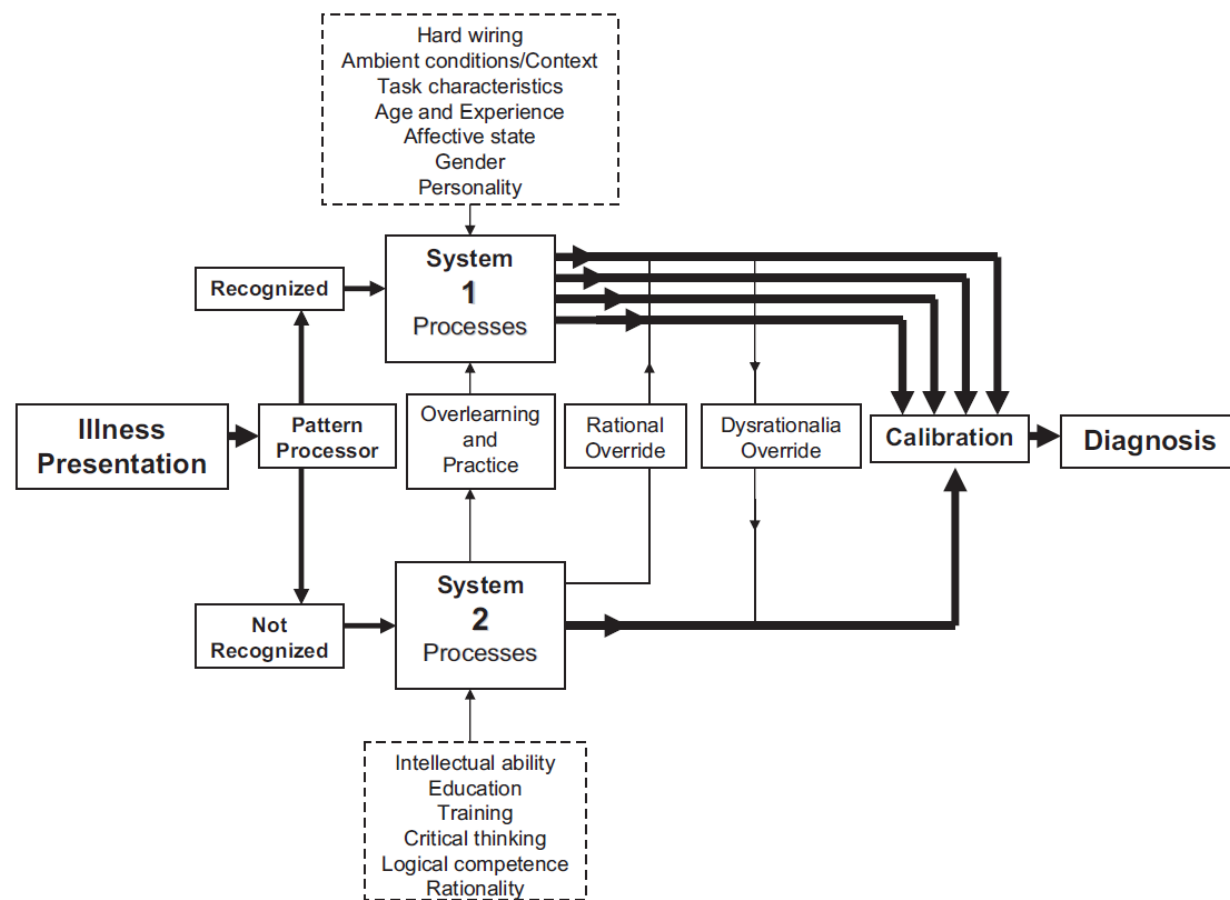 Hard wiring
Ambient conditions/Context
Task characteristics
Age and Experience
Affective state
Gender
Personality
System
1
Processes
Recognized
Illness
Presentation
Pattern
Processor
Overlearning
and
Practice
Rational
Override
Dysrationalia
Override
Calibration
Diagnosis
Not
Recognized
System
2
Processes
Intellectual ability
Education
Training
Critical thinking
Logical competence
Rationality